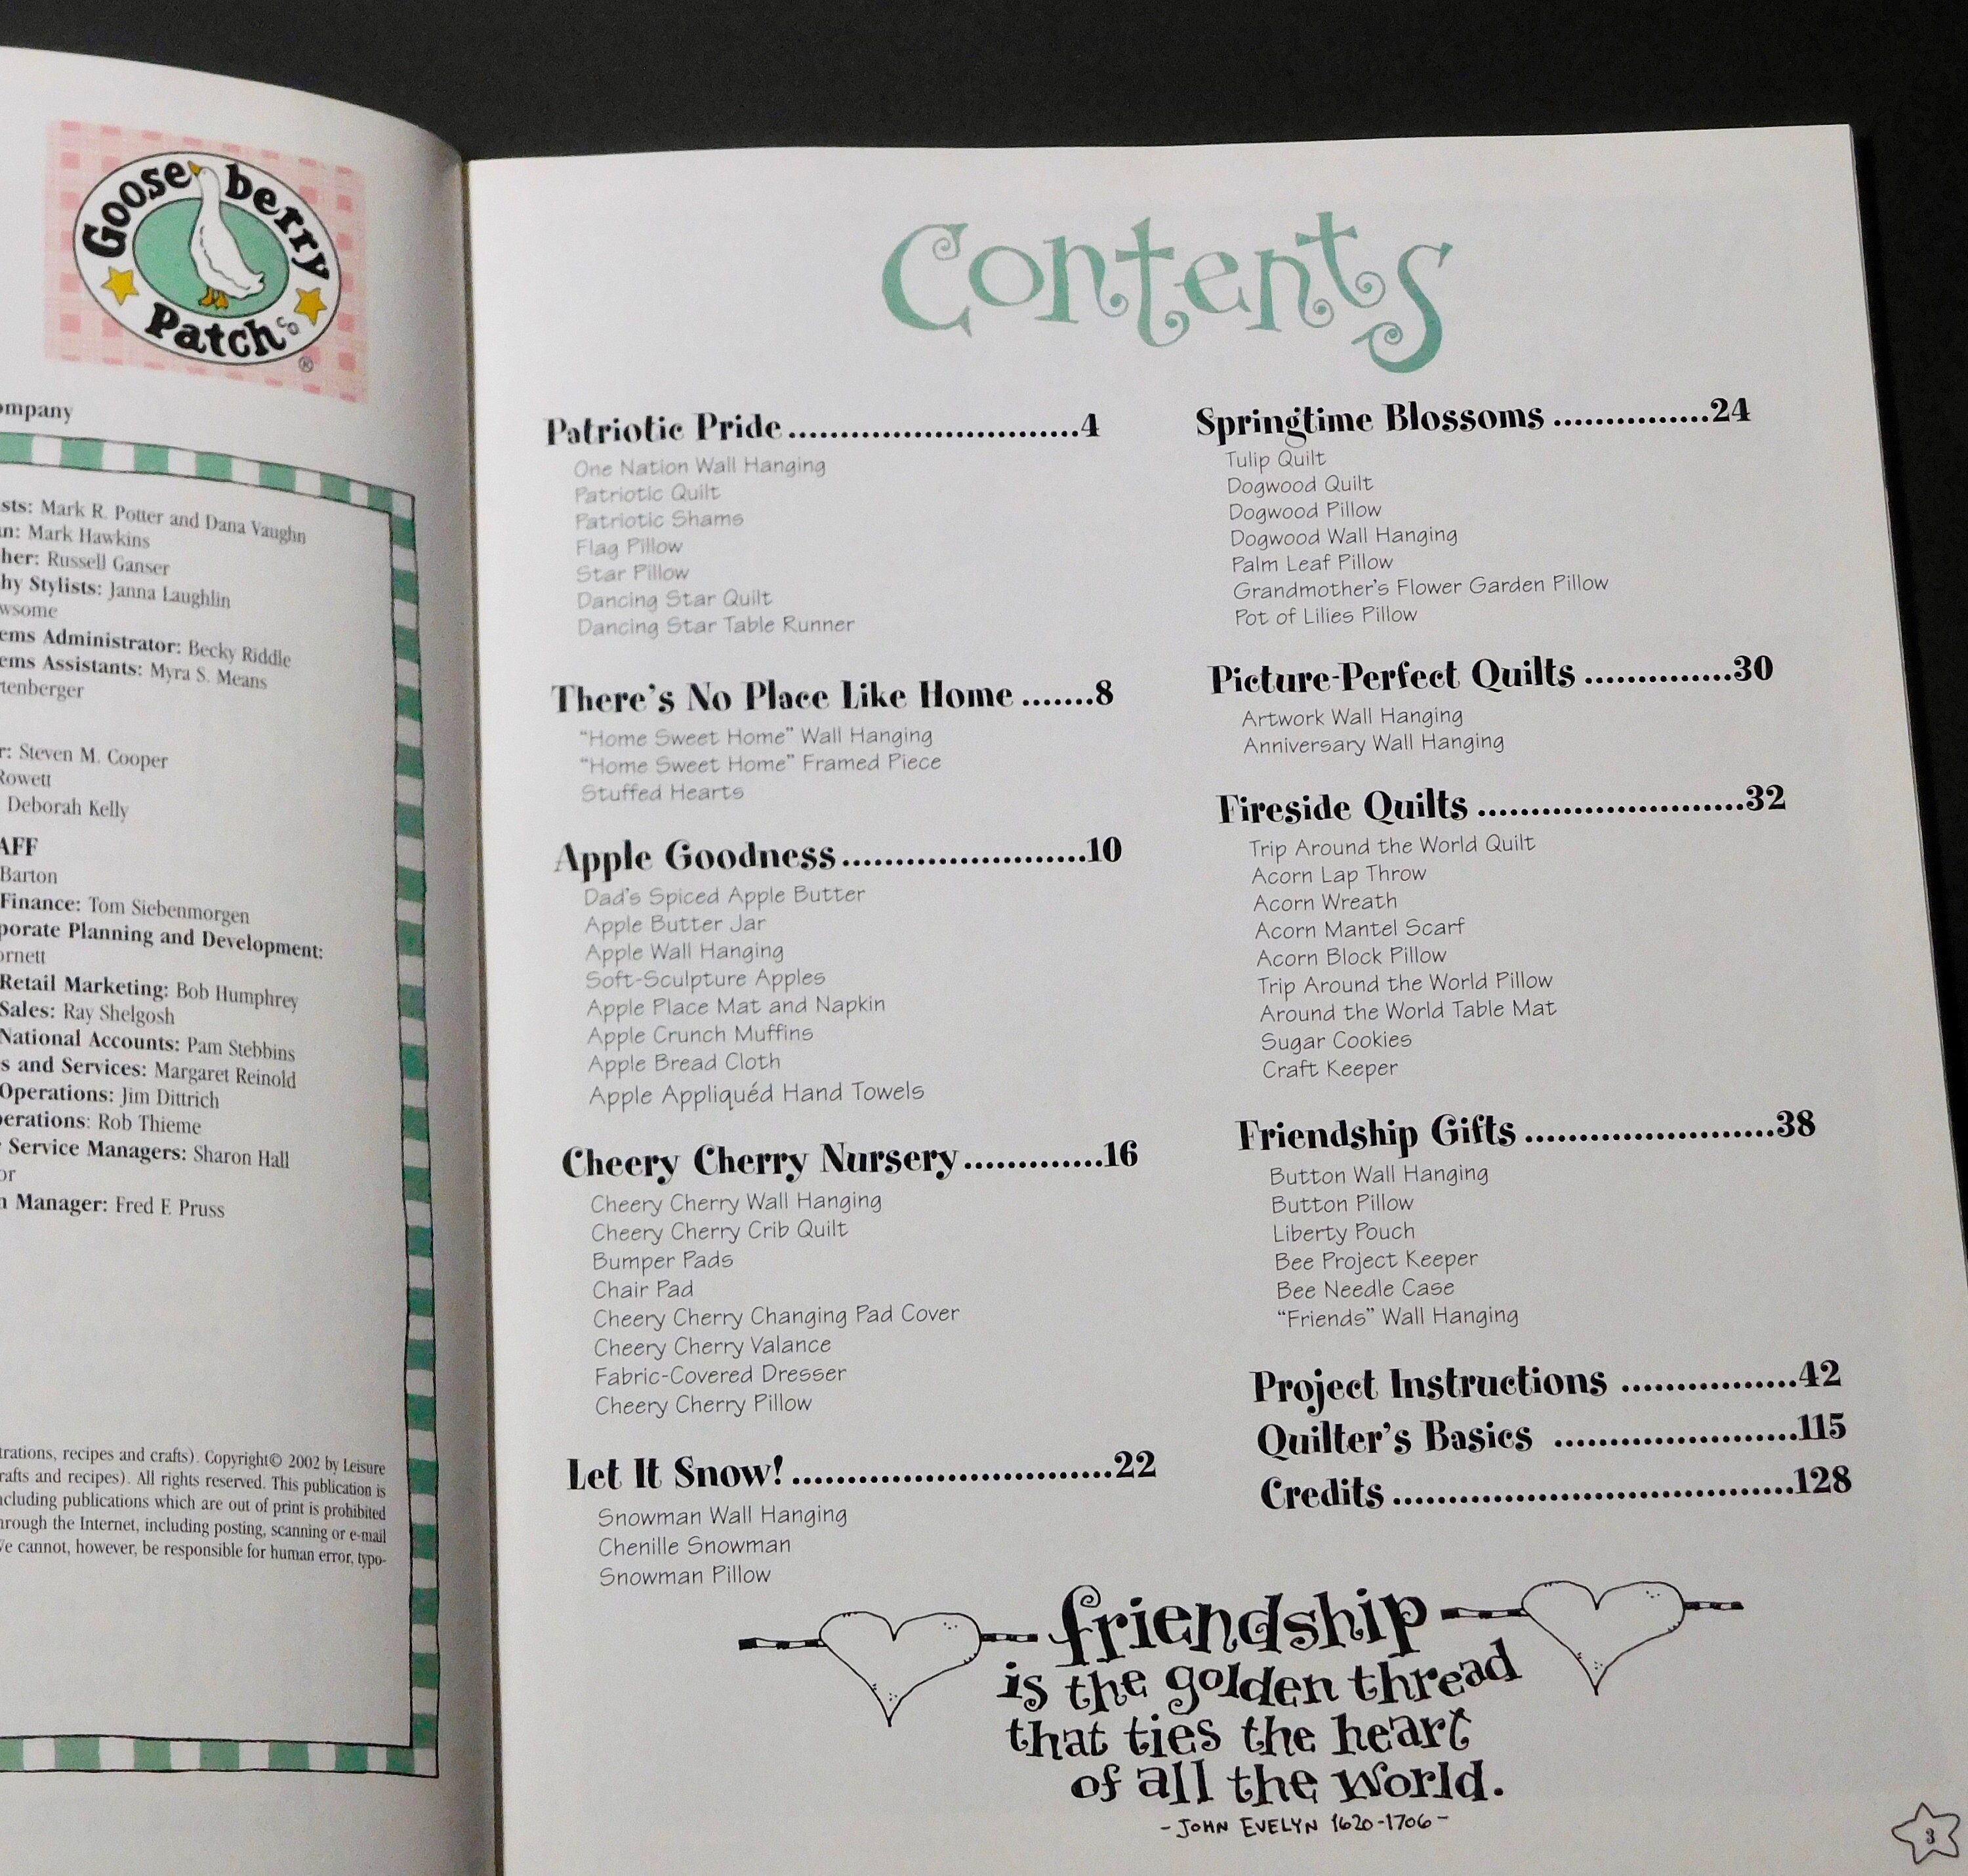 Gooseberry
Patch Co
®
ompany
sts: Mark R. Potter and Dana Vaughn
n: Mark Hawkins
her: Russell Ganser
hy Stylists: Janna Laughlin
wsome
ems Administrator: Becky Riddle
ems Assistants: Myra S. Means
tenberger
r: Steven M. Cooper
Rowett
Deborah Kelly
AFF
Barton
Finance: Tom Siebenmorgen
porate Planning and Development:
ornett
Retail Marketing: Bob Humphrey
Sales: Ray Shelgosh
National Accounts: Pam Stebbins
s and Services: Margaret Reinold
Operations: Jim Dittrich
perations: Rob Thieme
Service Managers: Sharon Hall
or
n Manager: Fred F. Pruss
trations, recipes and crafts). Copyright© 2002 by Leisure
rafts and recipes). All rights reserved. This publication is
ncluding publications which are out of print is prohibited
hrough the Internet, including posting, scanning or e-mail
We cannot, however, be responsible for human error, typo-
Contents
Patriotic Pride............................4
One Nation Wall Hanging
Patriotic Quilt
Patriotic Shams
Flag Pillow
Star Pillow
Dancing Star Quilt
Dancing Star Table Runner
There's No Place Like Home.......8
“Home Sweet Home” Wall Hanging
“Home Sweet Home” Framed Piece
Stuffed Hearts
Apple Goodness........................10
Dad's Spiced Apple Butter
Apple Butter Jar
Apple Wall Hanging
Soft-Sculpture Apples
Apple Place Mat and Napkin
Apple Crunch Muffins
Apple Bread Cloth
Apple Appliquéd Hand Towels
Cheery Cherry Nursery.............16
Cheery Cherry Wall Hanging
Cheery Cherry Crib Quilt
Bumper Pads
Chair Pad
Cheery Cherry Changing Pad Cover
Cheery Cherry Valance
Fabric-Covered Dresser
Cheery Cherry Pillow
Let It Snow!...............................22
Snowman Wall Hanging
Chenille Snowman
Snowman Pillow
Springtime Blossoms...............24
Tulip Quilt
Dogwood Quilt
Dogwood Pillow
Dogwood Wall Hanging
Palm Leaf Pillow
Grandmother's Flower Garden Pillow
Pot of Lilies Pillow
Picture-Perfect Quilts..............30
Artwork Wall Hanging
Anniversary Wall Hanging
Fireside Quilts.........................32
Trip Around the World Quilt
Acorn Lap Throw
Acorn Wreath
Acorn Mantel Scarf
Acorn Block Pillow
Trip Around the World Pillow
Around the World Table Mat
Sugar Cookies
Craft Keeper
Friendship Gifts........................38
Button Wall Hanging
Button Pillow
Liberty Pouch
Bee Project Keeper
Bee Needle Case
“Friends” Wall Hanging
Project Instructions .................42
Quilter's Basics .......................115
Credits......................................128
friendship
is the golden thread
that ties the heart
of all the world.
-JOHN EVELYN 1620-1706-
3